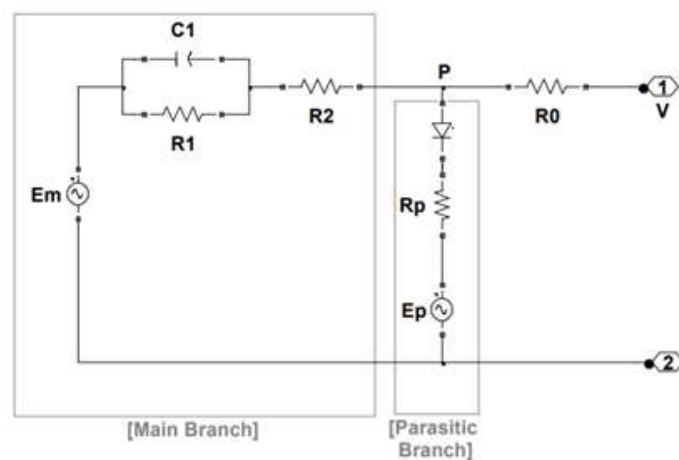 C1
P
1
R1
R2
R0
V
Em
Rp
Ep
2
[Main Branch]
[Parasitic
Branch]